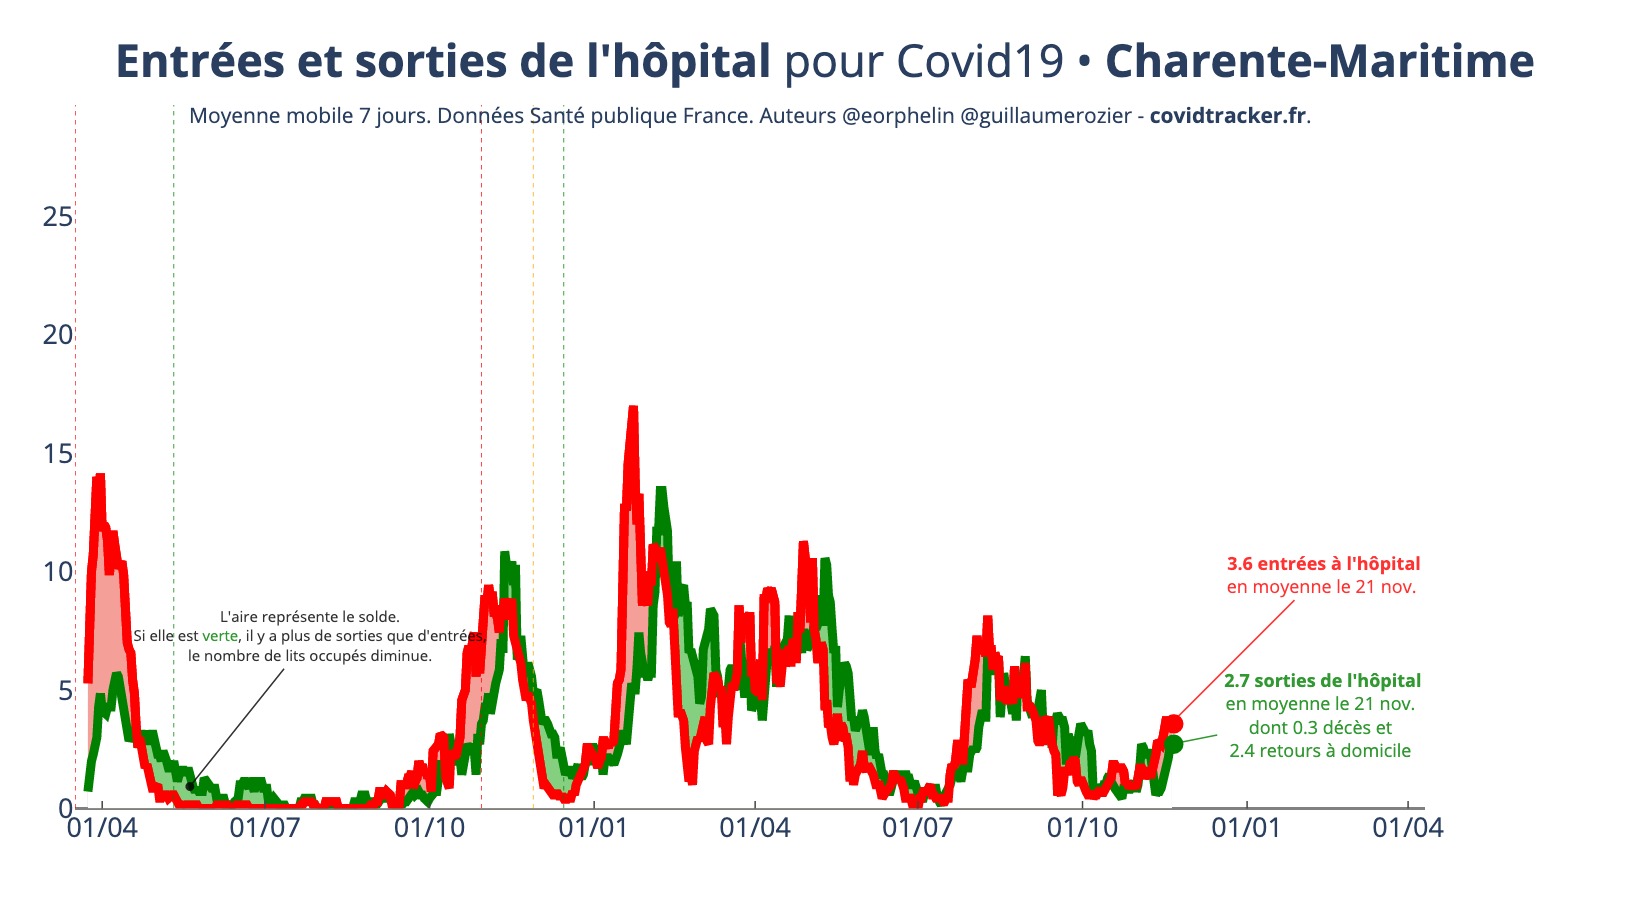 Entrées et sorties de l'hôpital pour Covid19 • Charente-Maritime
Moyenne mobile 7 jours. Données Santé publique France. Auteurs @eorphelin @guillaumerozier - covidtracker.fr.
25
20
15
10
5
0
L'aire représente le solde.
Si elle est verte, il y a plus de sorties que d'entrées,
le nombre de lits occupés diminue.
3.6 entrées à l'hôpital
en moyenne le 21 nov.
2.7 sorties de l'hôpital
en moyenne le 21 nov.
dont 0.3 décès et
2.4 retours à domicile
01/04 01/07 01/10 01/01 01/04 01/07 01/10 01/01 01/04